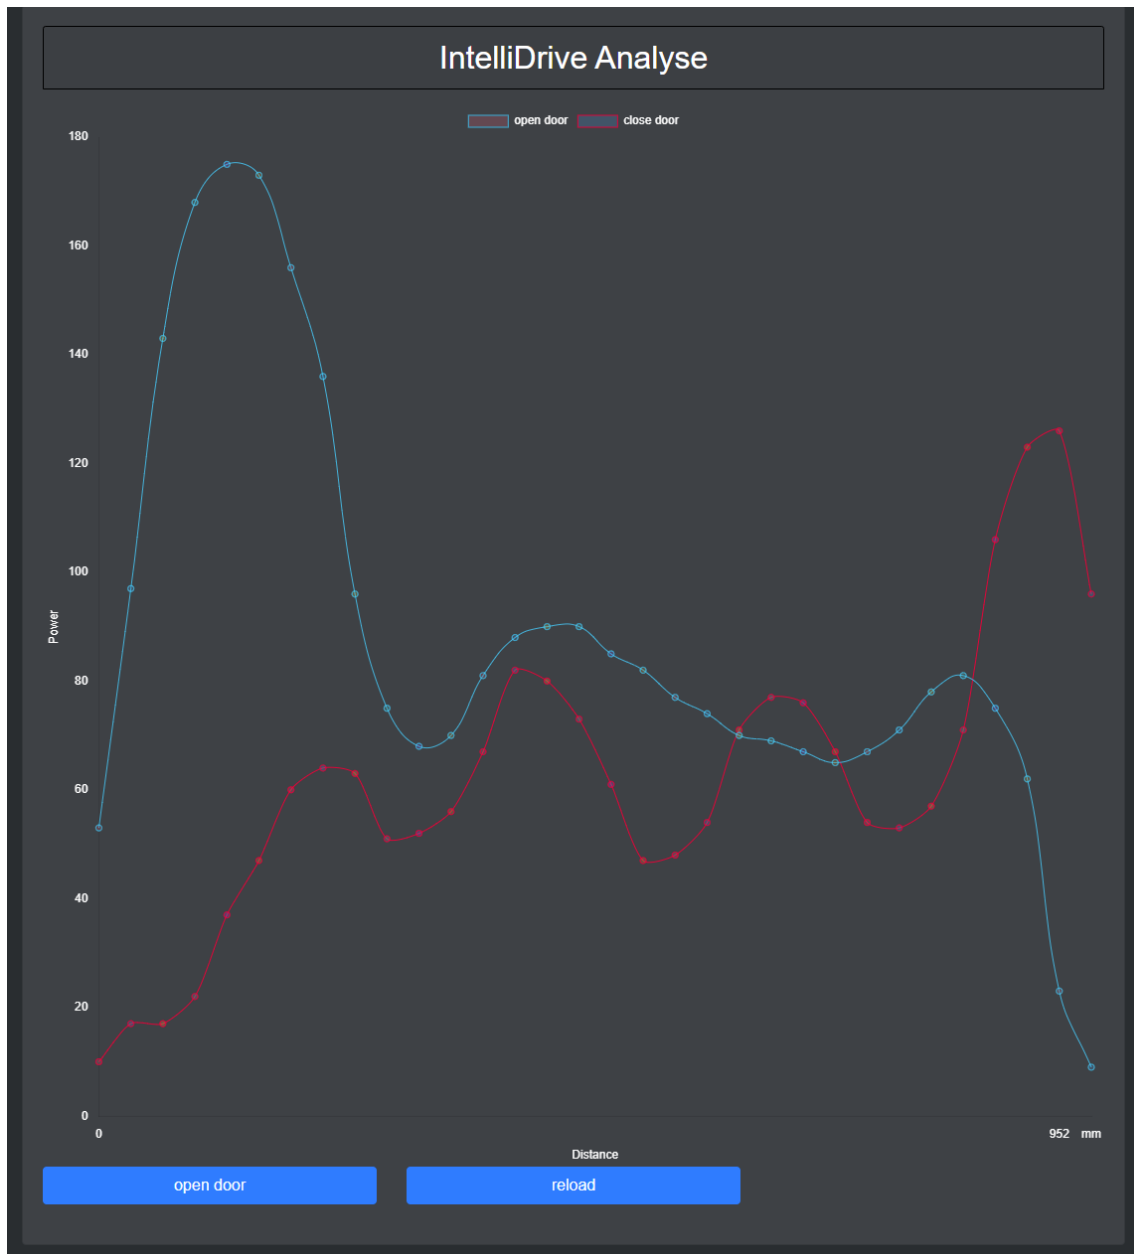 IntelliDrive Analyse
open door close door
180
160
140
120
100
80
60
40
20
0
Power
0 952 mm
Distance
open door reload